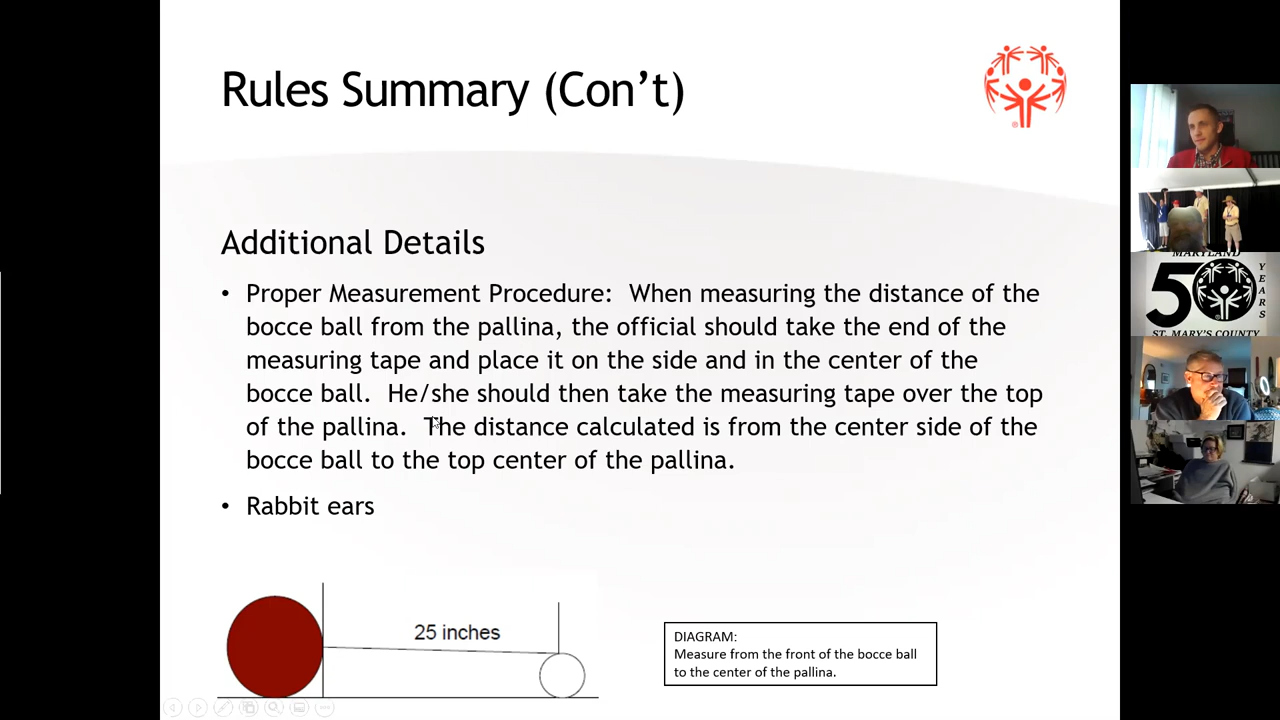 Rules Summary (Con't)
Additional Details
• Proper Measurement Procedure:  When measuring the distance of the
bocce ball from the pallina, the official should take the end of the
measuring tape and place it on the side and in the center of the
bocce ball.  He/she should then take the measuring tape over the top
of the pallina.  The distance calculated is from the center side of the
bocce ball to the top center of the pallina.
• Rabbit ears
25 inches
DIAGRAM:
Measure from the front of the bocce ball
to the center of the pallina.
MARYLAND
50
YEARS
ST. MARY'S COUNTY